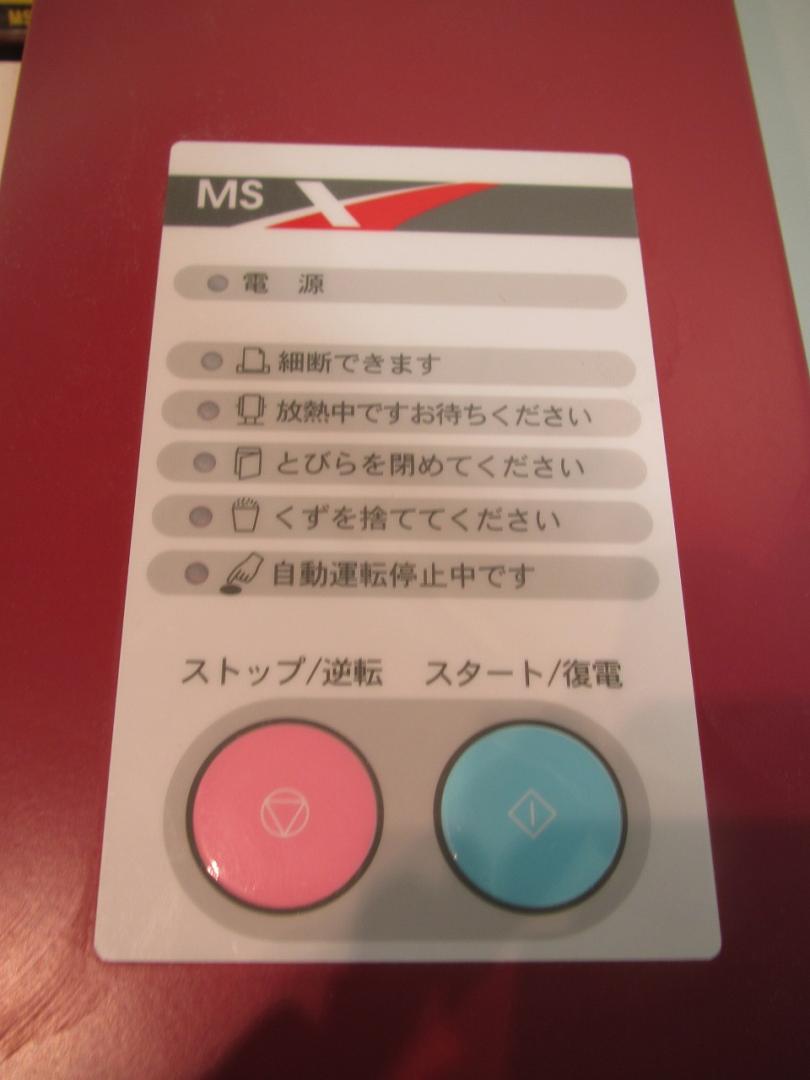 MS
MS X
電 源
細断できます
放熱中ですお待ちください
とびらを閉めてください
くずを捨ててください
自動運転停止中です
ストップ/逆転 スタート/復電